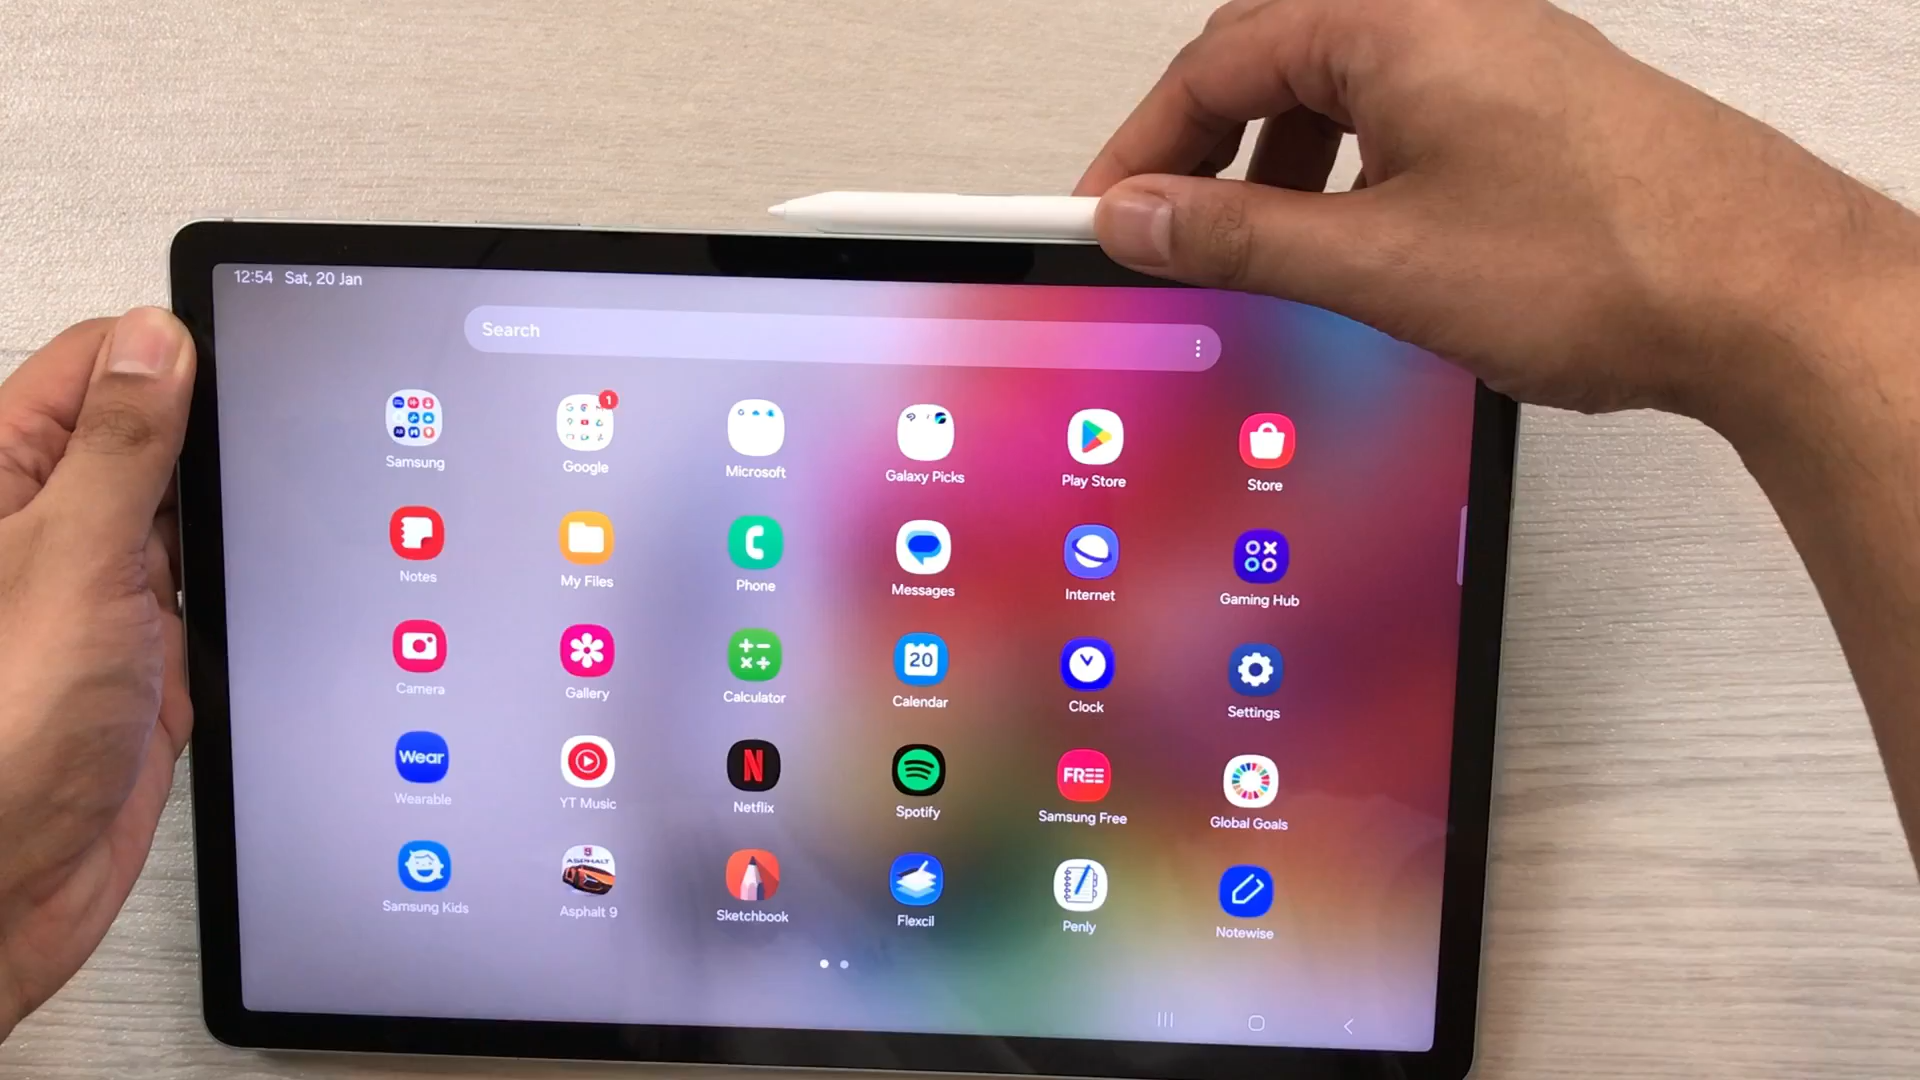 12:54 Sat, 20 Jan
Search
1
Samsung Google Microsoft Galaxy Picks Play Store Store
Notes My Files Phone Messages Internet Gaming Hub
20
Camera Gallery Calculator Calendar Clock Settings
Wear N FREE
Wearable YT Music Netflix Spotify Samsung Free Global Goals
ASPHALT
Samsung Kids Asphalt 9 Sketchbook Flexcil Penly Notewise